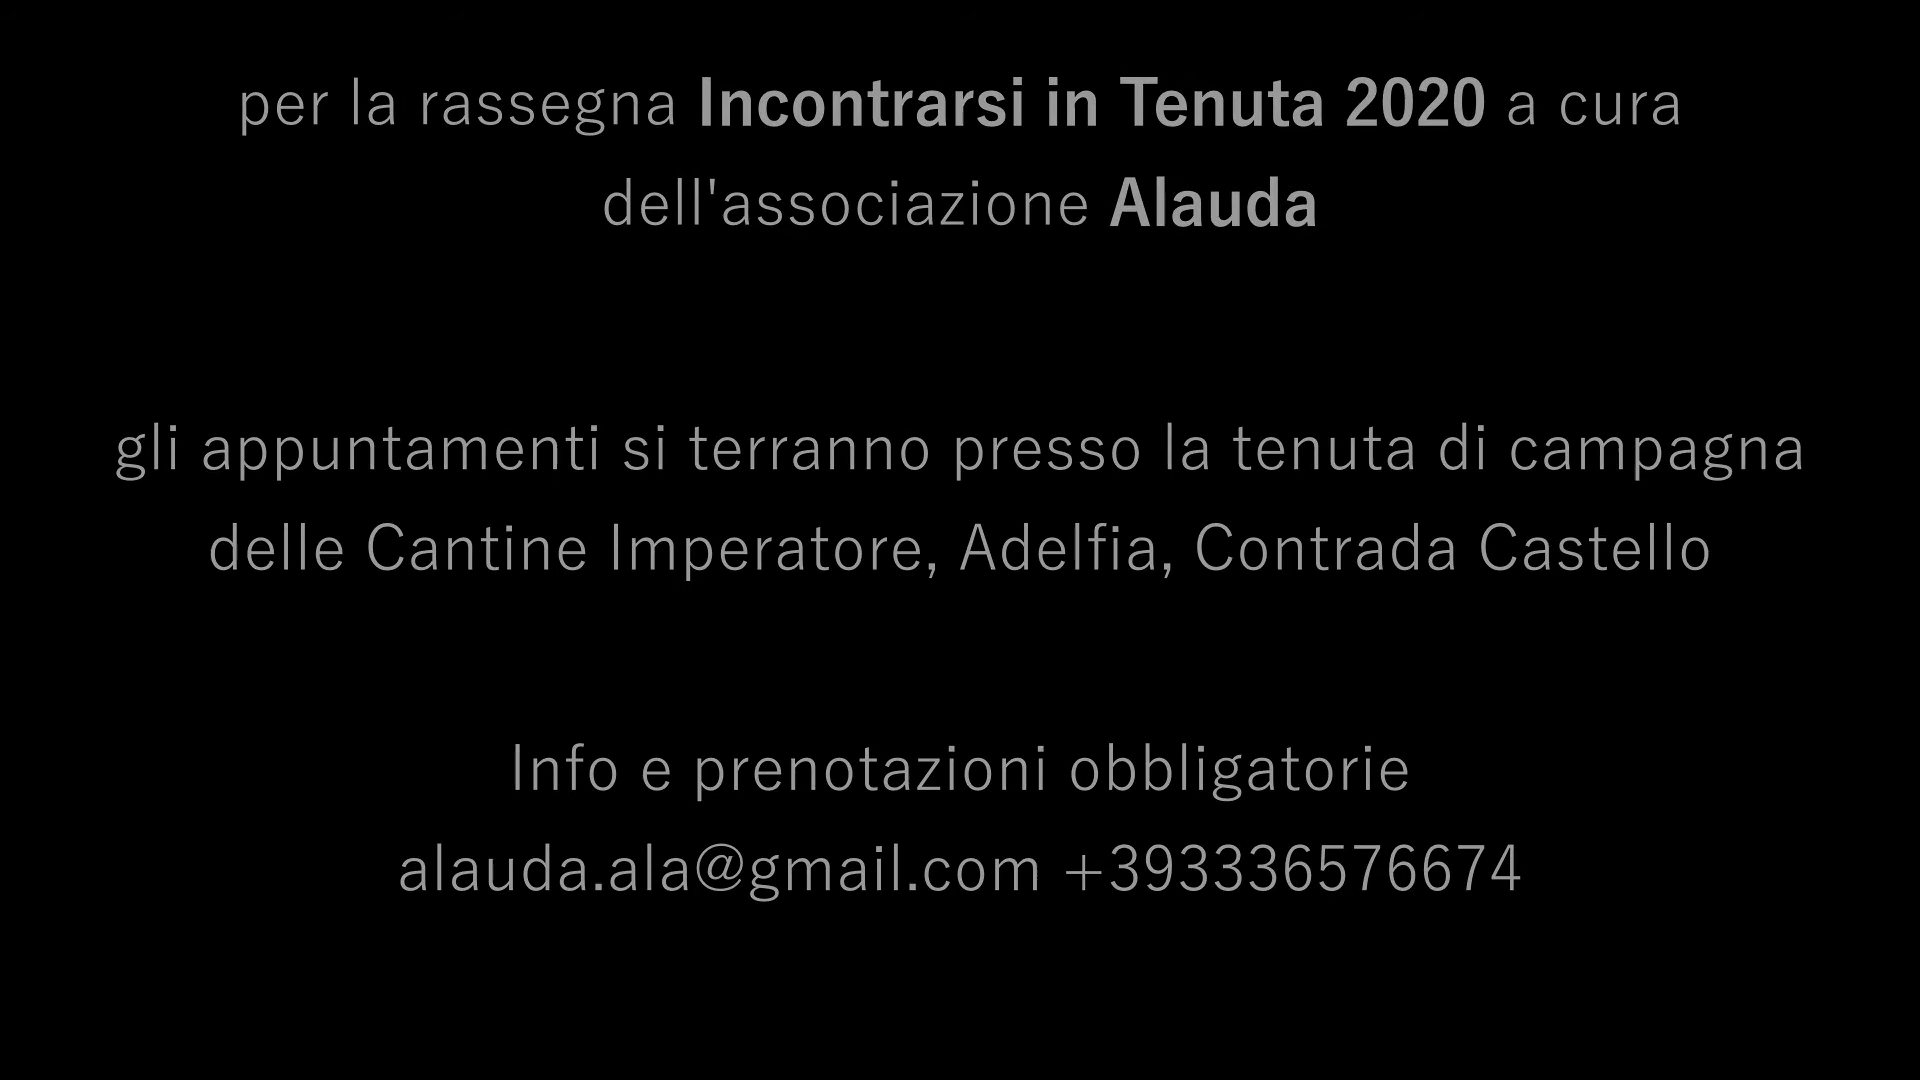 per la rassegna Incontrarsi in Tenuta 2020 a cura
dell'associazione Alauda
gli appuntamenti si terranno presso la tenuta di campagna
delle Cantine Imperatore, Adelfia, Contrada Castello
Info e prenotazioni obbligatorie
alauda.ala@gmail.com +393336576674